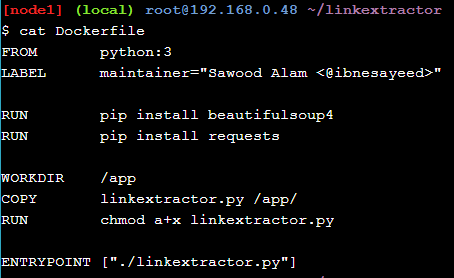 [node1] (local) root@192.168.0.48 ~/linkextractor
$ cat Dockerfile
FROM       python:3
LABEL      maintainer="Sawood Alam <@ibnesayeed>"
RUN        pip install beautifulsoup4
RUN        pip install requests
WORKDIR    /app
COPY       linkextractor.py /app/
RUN        chmod a+x linkextractor.py
ENTRYPOINT ["./linkextractor.py"]